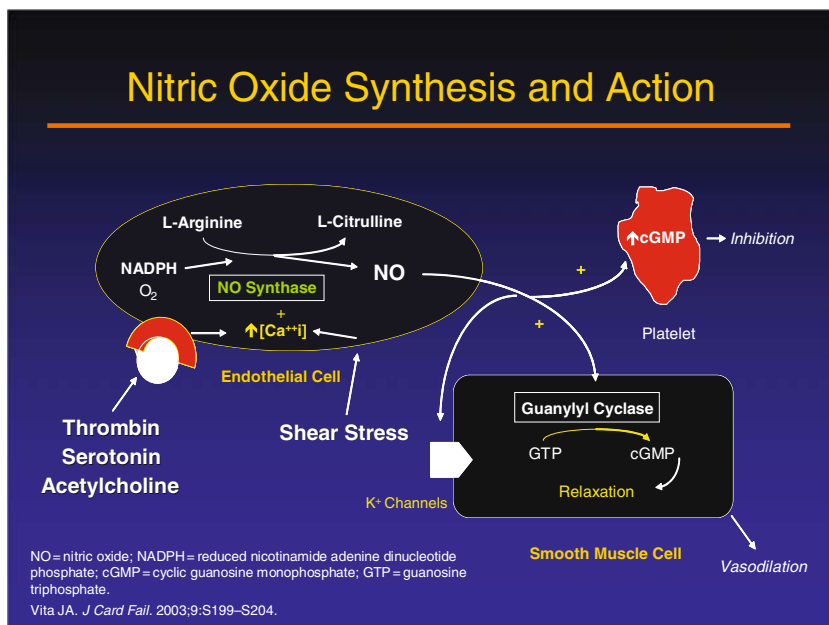 Nitric Oxide Synthesis and Action
L-Arginine
L-Citrulline
NADPH
O2
NO
NO Synthase
+
↑[Ca++i]
Endothelial Cell
Thrombin
Serotonin
Acetylcholine
Shear Stress
+
+
↑cGMP
Inhibition
Platelet
Guanylyl Cyclase
GTP
cGMP
Relaxation
K+ Channels
Smooth Muscle Cell
Vasodilation
NO=nitric oxide; NADPH=reduced nicotinamide adenine dinucleotide
phosphate; cGMP=cyclic guanosine monophosphate; GTP=guanosine
triphosphate.
Vita JA. J Card Fail. 2003;9:S199–S204.